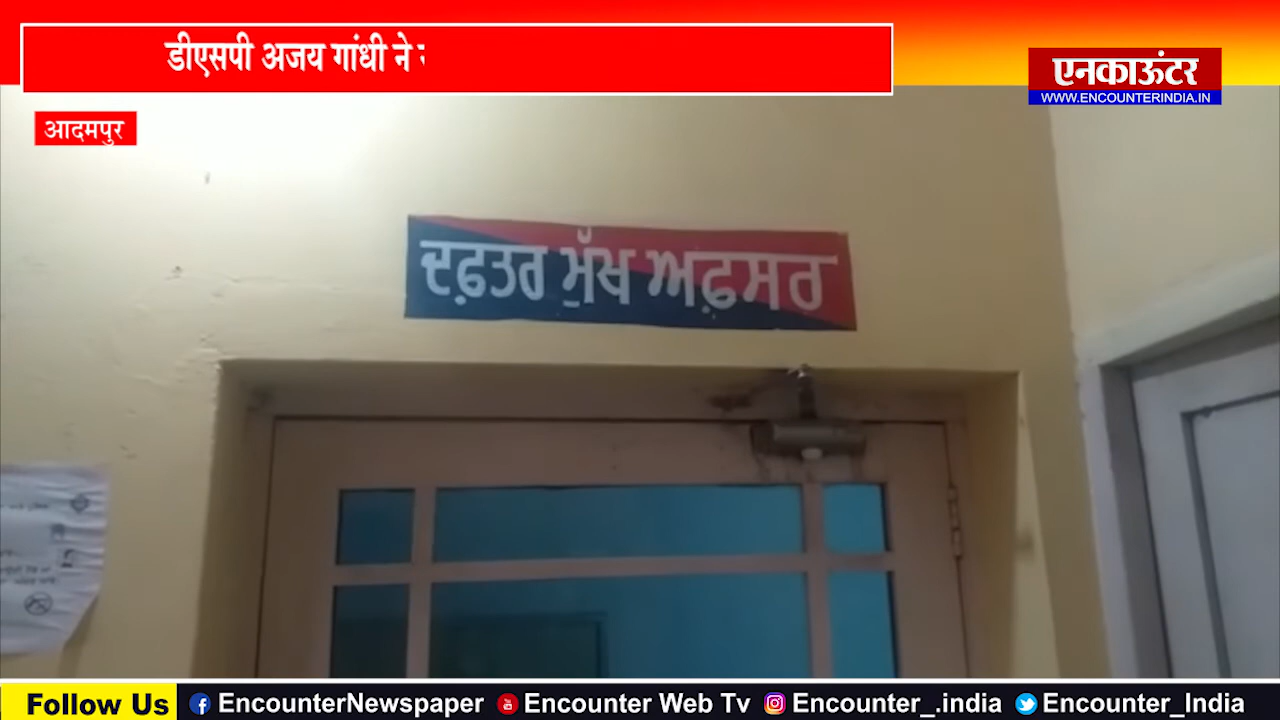 डीएसपी अजय गांधी ने
एनकाऊंटर
WWW.ENCOUNTERINDIA.IN
आदमपुर
ਦਫ਼ਤਰ ਮੁੱਖ ਅਫ਼ਸਰ
Follow Us EncounterNewspaper Encounter Web Tv Encounter_.india Encounter_India